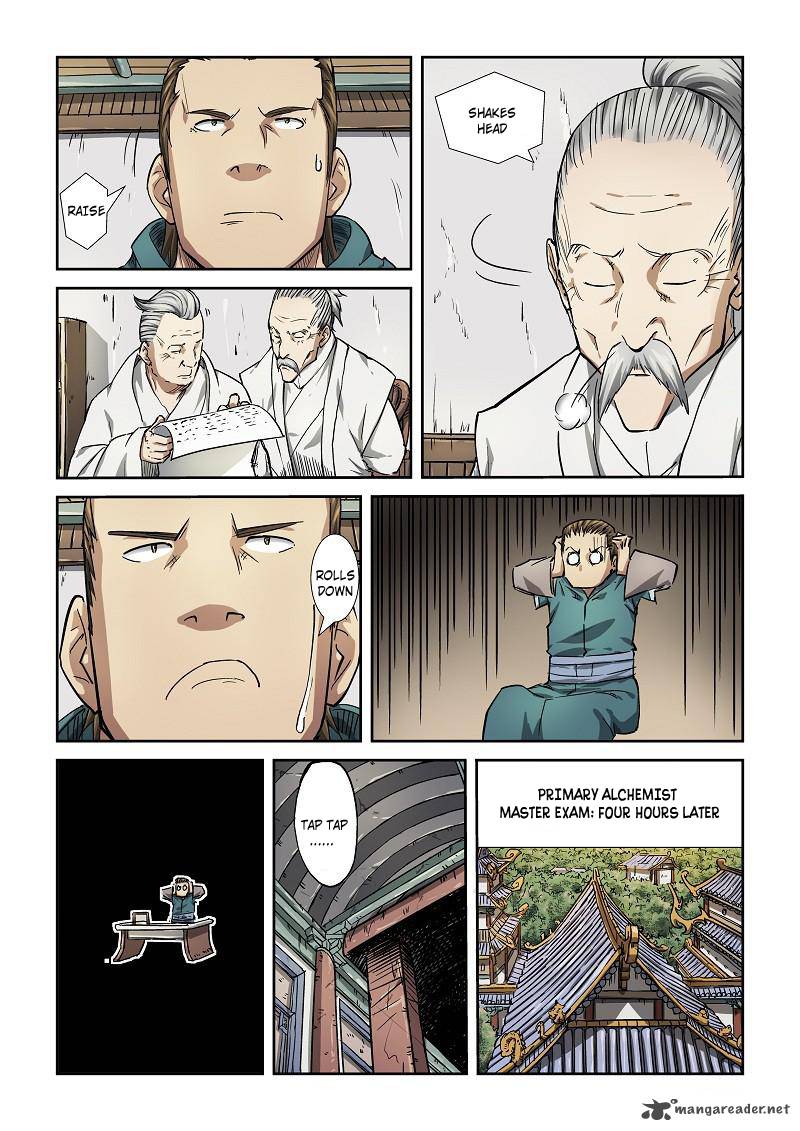 RAISE
SHAKES
HEAD
ROLLS
DOWN
TAP TAP
......
PRIMARY ALCHEMIST
MASTER EXAM: FOUR HOURS LATER
mangareader.net